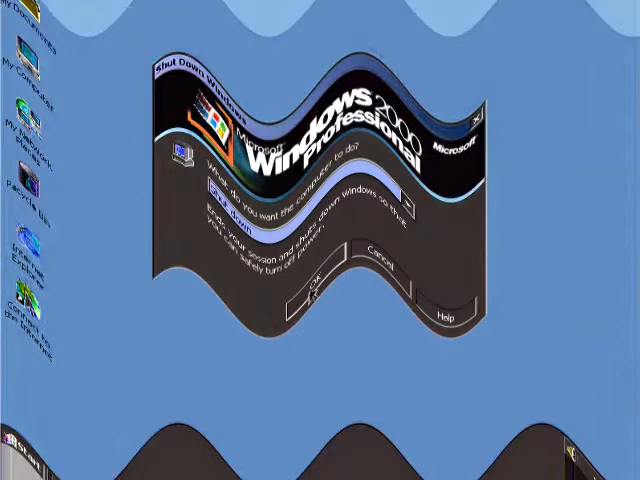 My Documents
My Computer
My Network
Places
Recycle Bin
Internet
Explorer
Connect to
the Internet
Shut Down Windows
Microsoft
Windows 2000
Professional
Microsoft
What do you want the computer to do?
Shut down
Ends your session and shuts down Windows so that
you can safely turn off power.
OK
Cancel
Help
Start